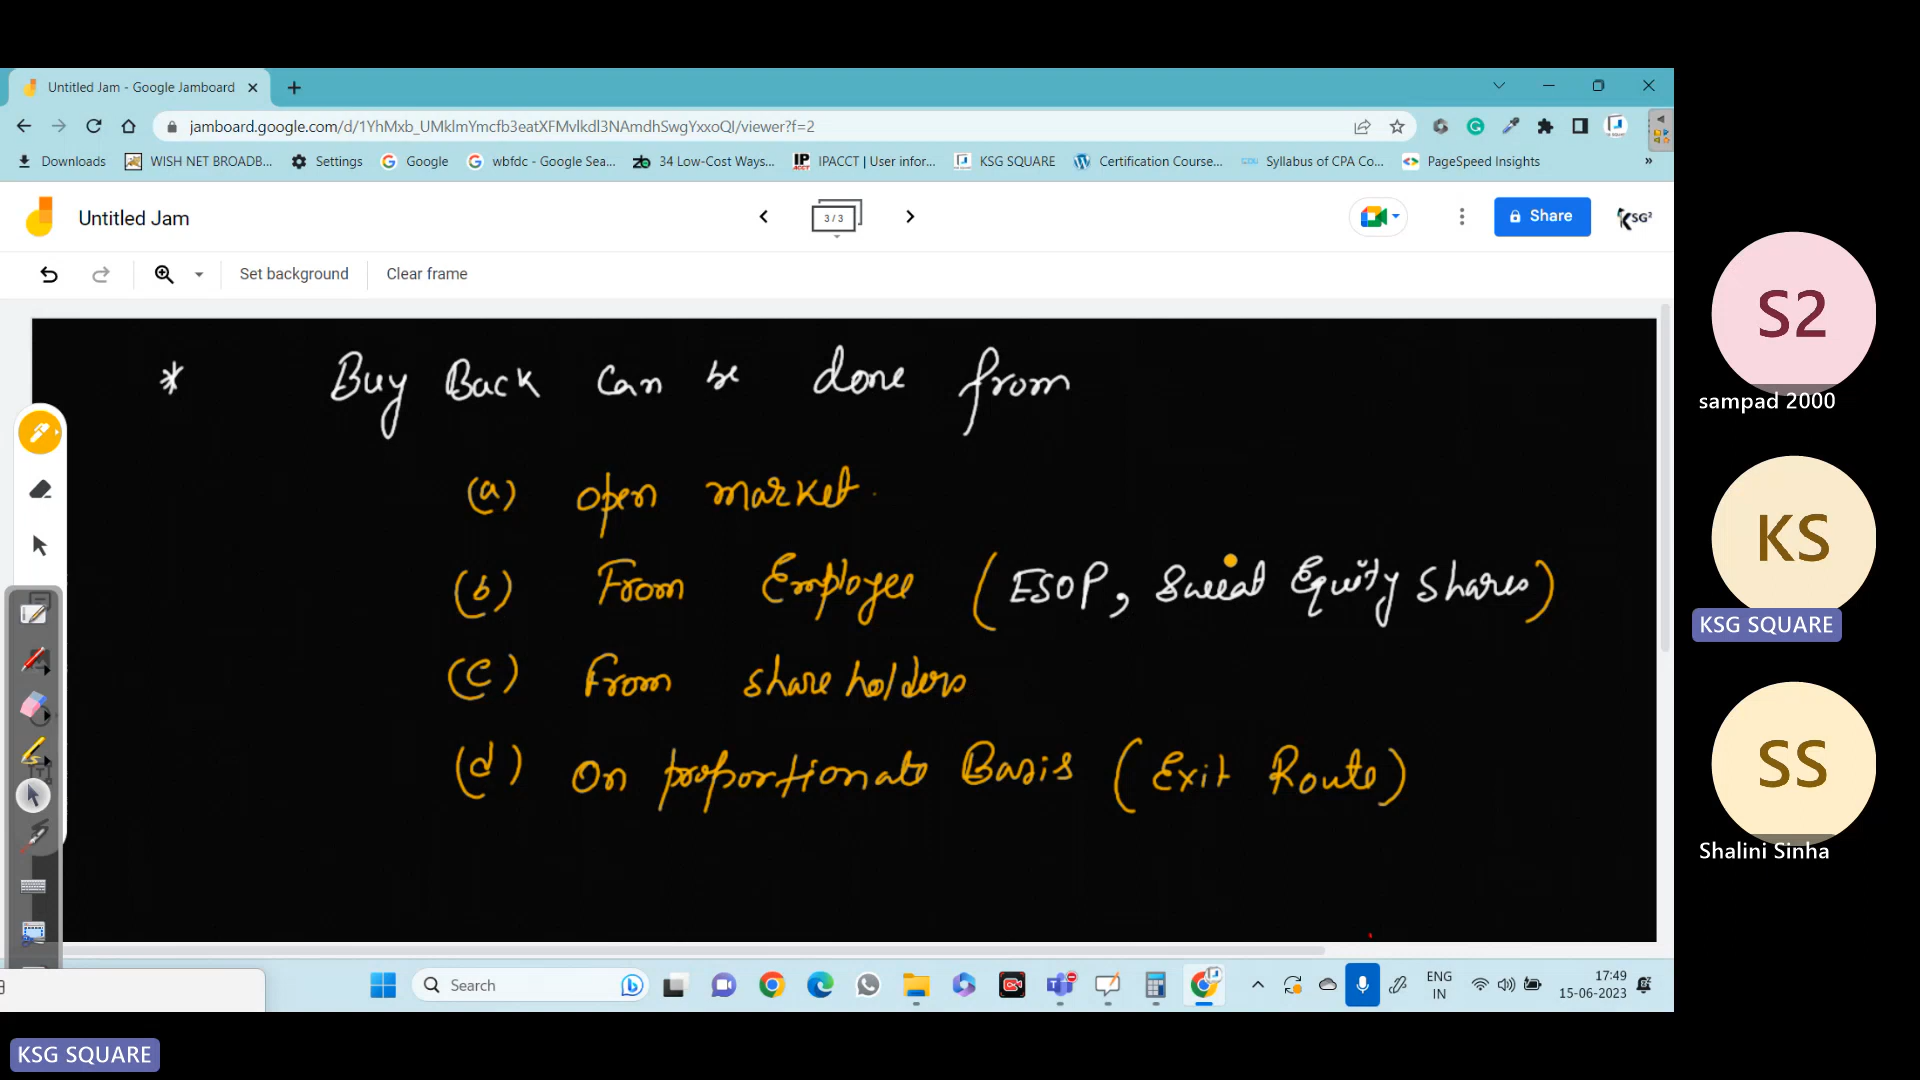 Untitled Jam - Google Jamboard
jamboard.google.com/d/1YhMxb_UMklmYmcfb3eatXFMvlkdl3NAmdhSwgYxxoQI/viewer?f=2
Downloads WISH NET BROADB... Settings Google wbfdc - Google Sea... 34 Low-Cost Ways... IPACCT | User infor... KSG SQUARE Certification Course... Syllabus of CPA Co... PageSpeed Insights »
Untitled Jam 3 / 3 Share KSG²
Set background Clear frame
* Buy Back Can be done from
(a) open market.
(b) From Employee (ESOP, Sweat Equity Shares)
(c) From shareholders
(d) On proportionate Basis (Exit Route)
S2
sampad 2000
KS
KSG SQUARE
SS
Shalini Sinha
Search ENG IN 17:49 15-06-2023
KSG SQUARE